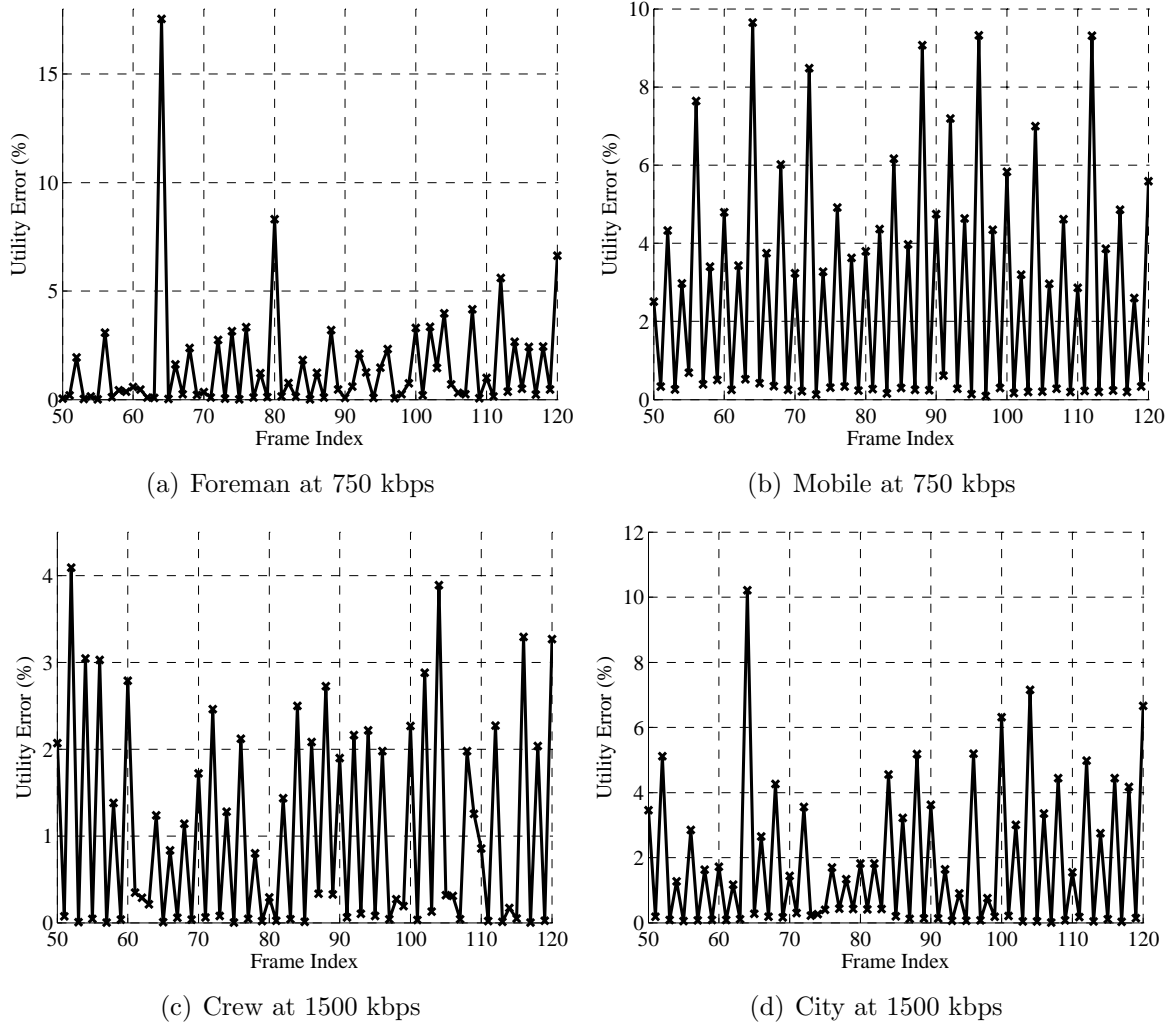 15
10
5
0
50 60 70 80 90 100 110 120
Utility Error (%)
Frame Index
(a) Foreman at 750 kbps
10
8
6
4
2
0
50 60 70 80 90 100 110 120
Utility Error (%)
Frame Index
(b) Mobile at 750 kbps
4
3
2
1
0
50 60 70 80 90 100 110 120
Utility Error (%)
Frame Index
(c) Crew at 1500 kbps
12
10
8
6
4
2
0
50 60 70 80 90 100 110 120
Utility Error (%)
Frame Index
(d) City at 1500 kbps